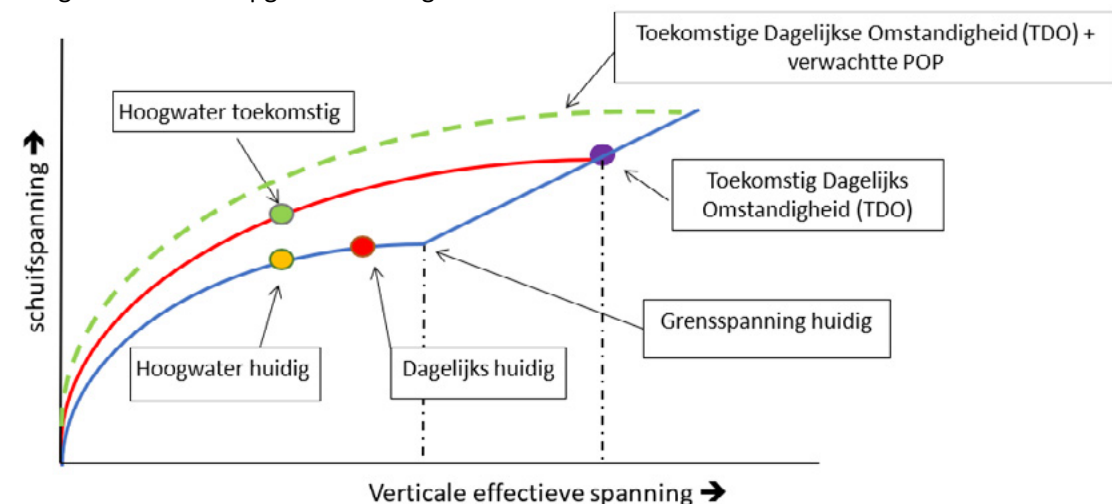 Toekomstige Dagelijkse Omstandigheid (TDO) +
verwachtte POP
Hoogwater toekomstig
Toekomstig Dagelijks
Omstandigheid (TDO)
Grensspanning huidig
Hoogwater huidig
Dagelijks huidig
schuifspanning ➔
Verticale effectieve spanning ➔